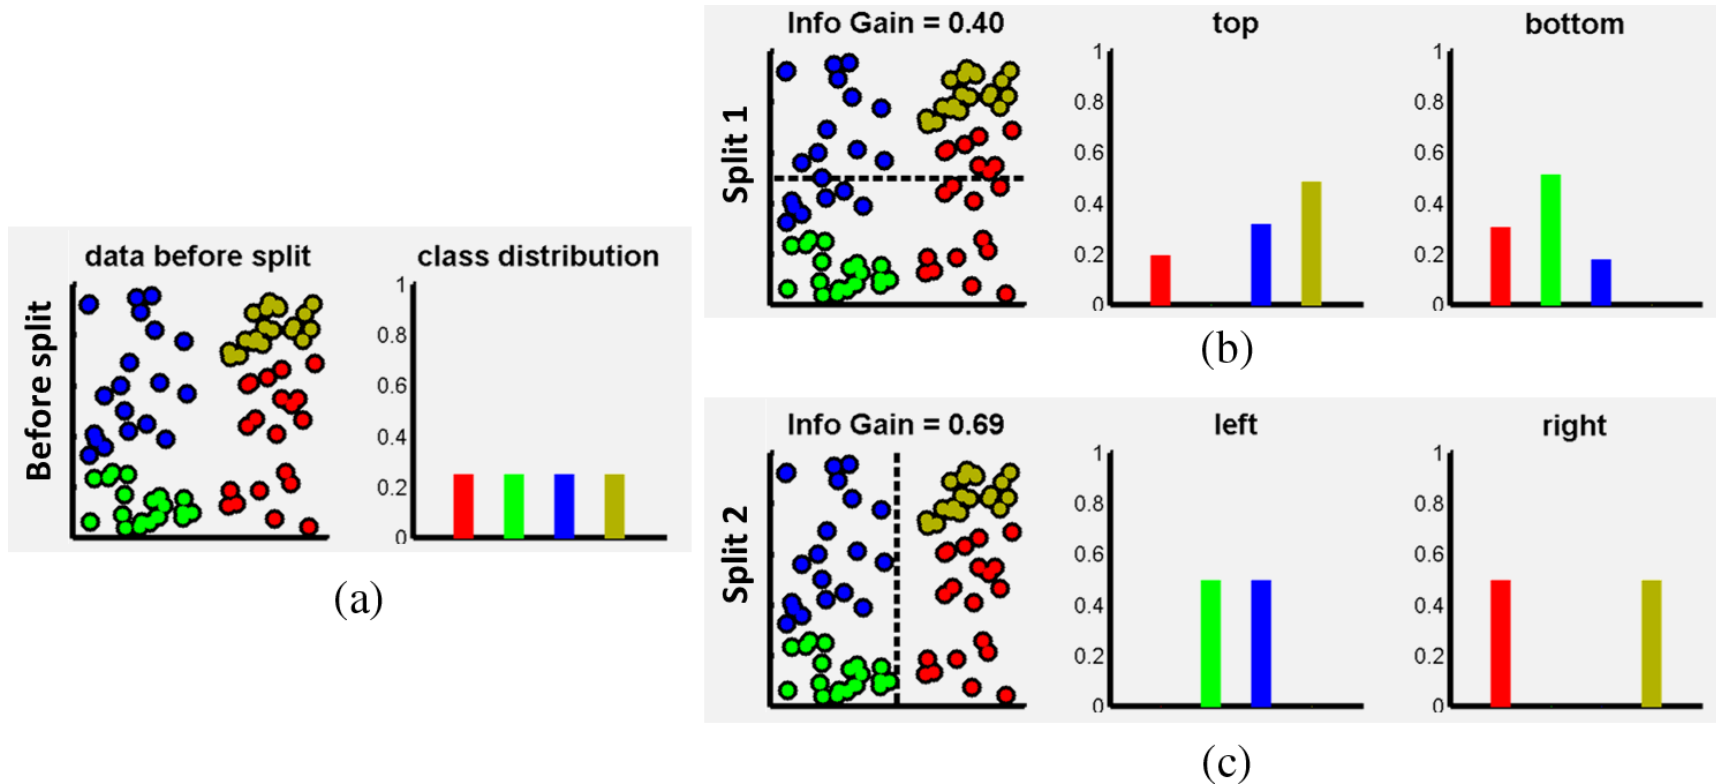 Before split
data before split
class distribution
1
0.8
0.6
0.4
0.2
0
(a)
Split 1
Info Gain = 0.40
top
1
0.8
0.6
0.4
0.2
0
bottom
1
0.8
0.6
0.4
0.2
0
(b)
Split 2
Info Gain = 0.69
left
1
0.8
0.6
0.4
0.2
0
right
1
0.8
0.6
0.4
0.2
0
(c)